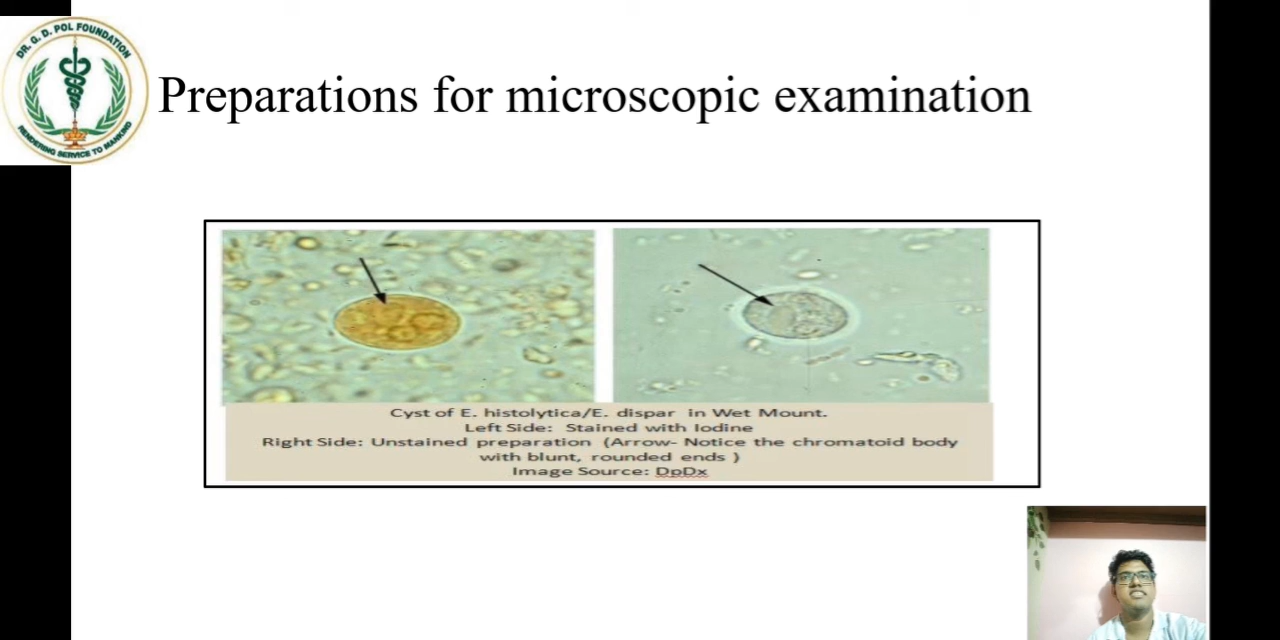 DR. G. D. POL FOUNDATION
RENDERING SERVICE TO MANKIND
Preparations for microscopic examination
Cyst of E. histolytica/E. dispar in Wet Mount.
Left Side: Stained with Iodine
Right Side: Unstained preparation (Arrow- Notice the chromatoid body
with blunt, rounded ends )
Image Source: DpDx